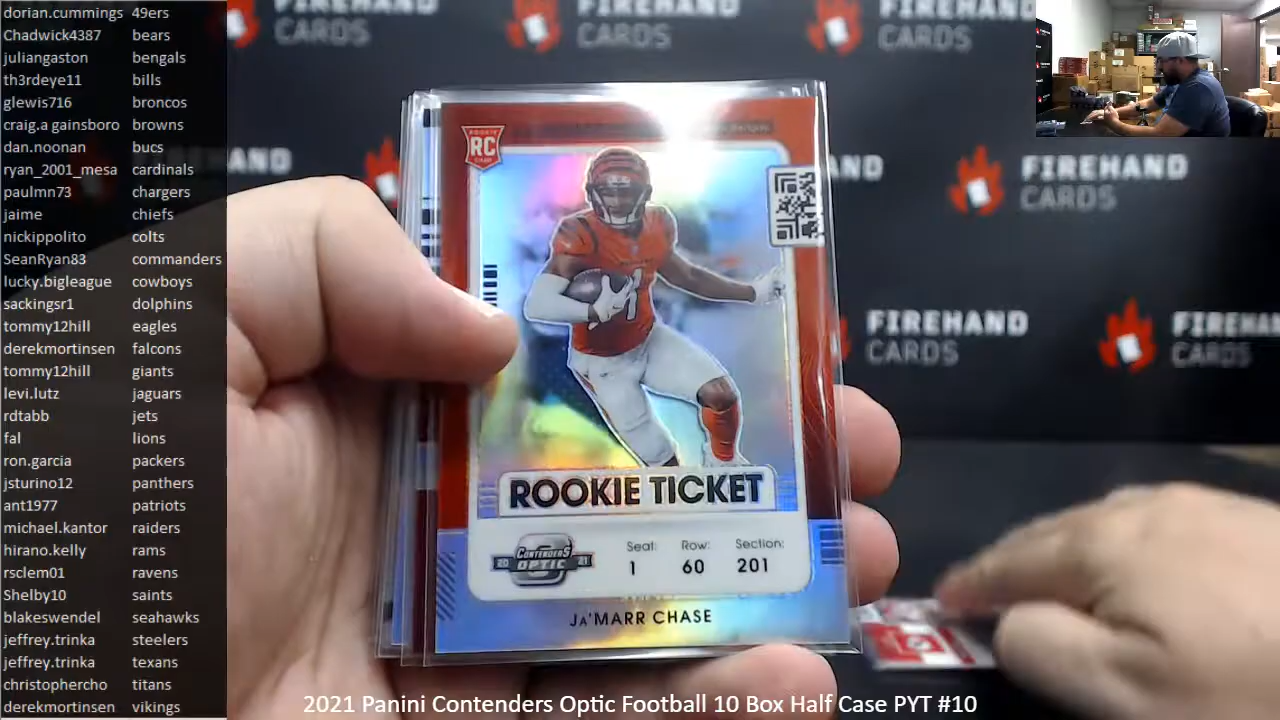 dorian.cummings 49ers
Chadwick4387 bears
juliangaston bengals
th3rdeye11 bills
glewis716 broncos
craig.a gainsboro browns
dan.noonan bucs
ryan_2001_mesa cardinals
paulmn73 chargers
jaime chiefs
nickippolito colts
SeanRyan83 commanders
lucky.bigleague cowboys
sackingsr1 dolphins
tommy12hill eagles
derekmortinsen falcons
tommy12hill giants
levi.lutz jaguars
rdtabb jets
fal lions
ron.garcia packers
jsturino12 panthers
ant1977 patriots
michael.kantor raiders
hirano.kelly rams
rsclem01 ravens
Shelby10 saints
blakeswendel seahawks
jeffrey.trinka steelers
jeffrey.trinka texans
christophercho titans
derekmortinsen vikings
FIREHAND
CARDS
FIREHAND
CARDS
FIREHAND
CARDS
FIREHAND
CARDS
FIREHAND
CARDS
FIREHAND
CARDS
ROOKIE
RC
ROOKIE TICKET
20 CONTENDERS 21
OPTIC
Seat: Row: Section:
1 60 201
JA'MARR CHASE
2021 Panini Contenders Optic Football 10 Box Half Case PYT #10